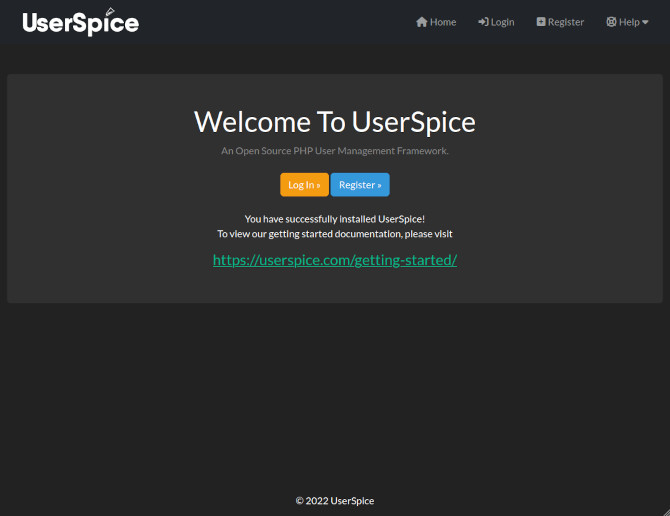 UserSpice
Home Login Register Help
Welcome To UserSpice
An Open Source PHP User Management Framework.
Log In » Register »
You have successfully installed UserSpice!
To view our getting started documentation, please visit
https://userspice.com/getting-started/
© 2022 UserSpice